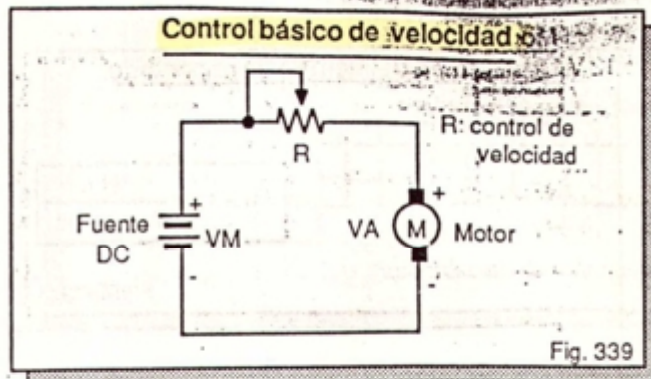 Control básico de velocidad
R
R: control de
velocidad
+
+
Fuente
DC
VM
VA
M
Motor
-
-
Fig. 339